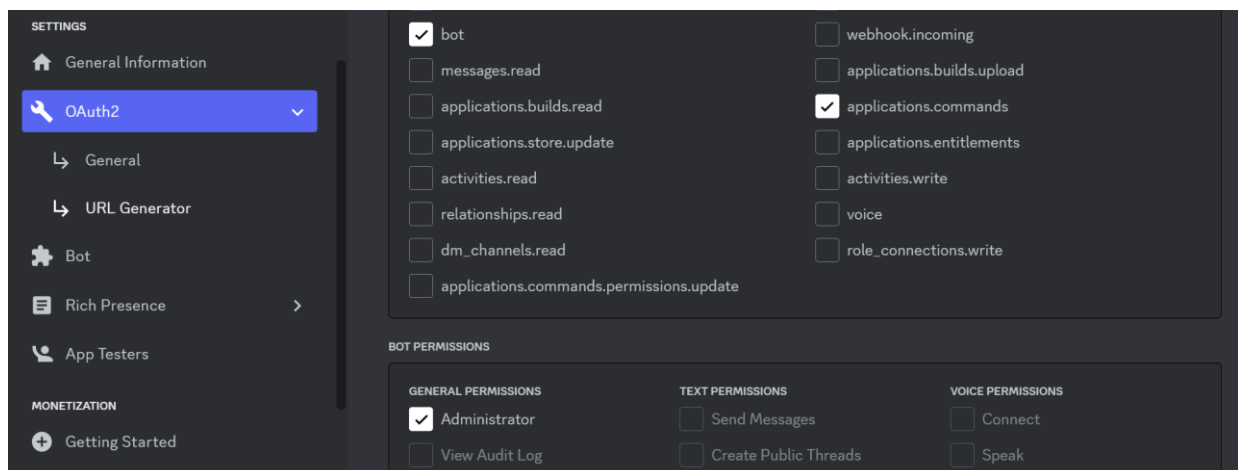 SETTINGS
General Information
OAuth2
General
URL Generator
Bot
Rich Presence
App Testers
MONETIZATION
Getting Started
bot
webhook.incoming
messages.read
applications.builds.upload
applications.builds.read
applications.commands
applications.store.update
applications.entitlements
activities.read
activities.write
relationships.read
voice
dm_channels.read
role_connections.write
applications.commands.permissions.update
BOT PERMISSIONS
GENERAL PERMISSIONS
Administrator
View Audit Log
TEXT PERMISSIONS
Send Messages
Create Public Threads
VOICE PERMISSIONS
Connect
Speak